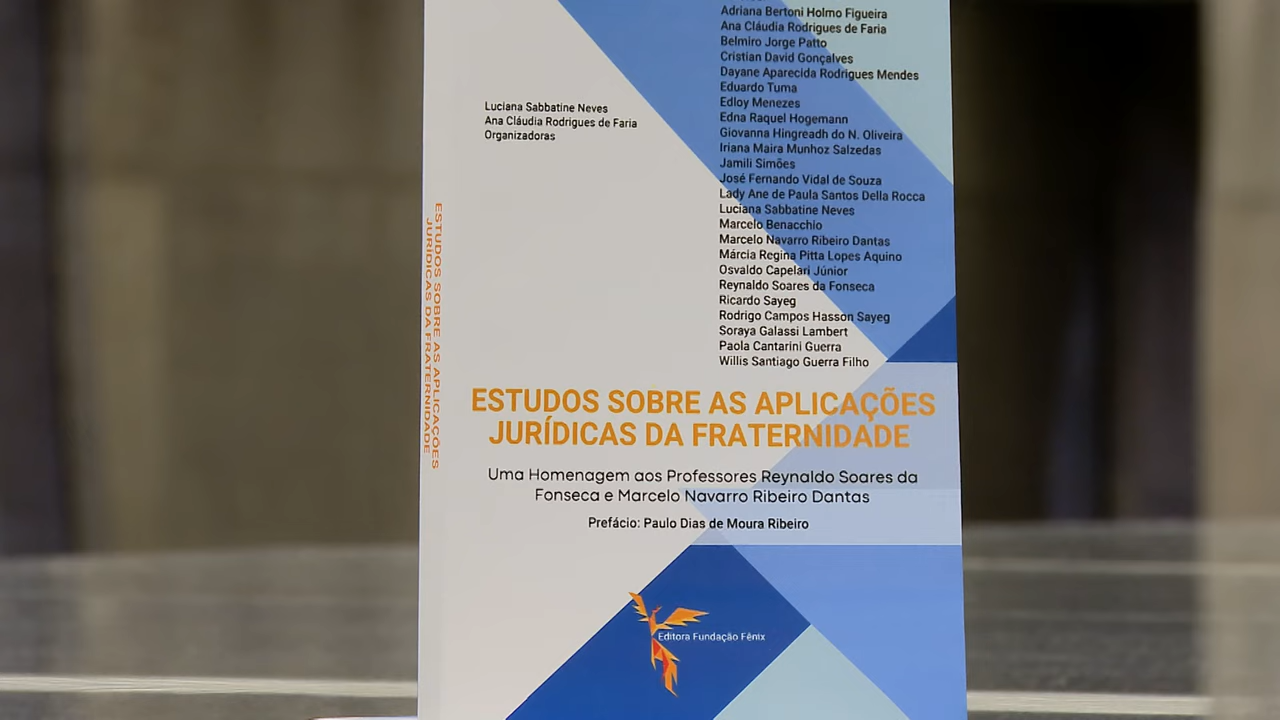 Luciana Sabbatine Neves
Ana Cláudia Rodrigues de Faria
Organizadoras
Adriana Bertoni Holmo Figueira
Ana Cláudia Rodrigues de Faria
Belmiro Jorge Patto
Cristian David Gonçalves
Dayane Aparecida Rodrigues Mendes
Eduardo Tuma
Edloy Menezes
Edna Raquel Hogemann
Giovanna Hingreadh do N. Oliveira
Iriana Maira Munhoz Salzedas
Jamili Simões
José Fernando Vidal de Souza
Lady Ane de Paula Santos Della Rocca
Luciana Sabbatine Neves
Marcelo Benacchio
Marcelo Navarro Ribeiro Dantas
Márcia Regina Pitta Lopes Aquino
Osvaldo Capelari Júnior
Reynaldo Soares da Fonseca
Ricardo Sayeg
Rodrigo Campos Hasson Sayeg
Soraya Galassi Lambert
Paola Cantarini Guerra
Willis Santiago Guerra Filho
ESTUDOS SOBRE AS APLICAÇÕES
JURÍDICAS DA FRATERNIDADE
Uma Homenagem aos Professores Reynaldo Soares da
Fonseca e Marcelo Navarro Ribeiro Dantas
Prefácio: Paulo Dias de Moura Ribeiro
Editora Fundação Fênix
ESTUDOS SOBRE AS APLICAÇÕES
JURÍDICAS DA FRATERNIDADE